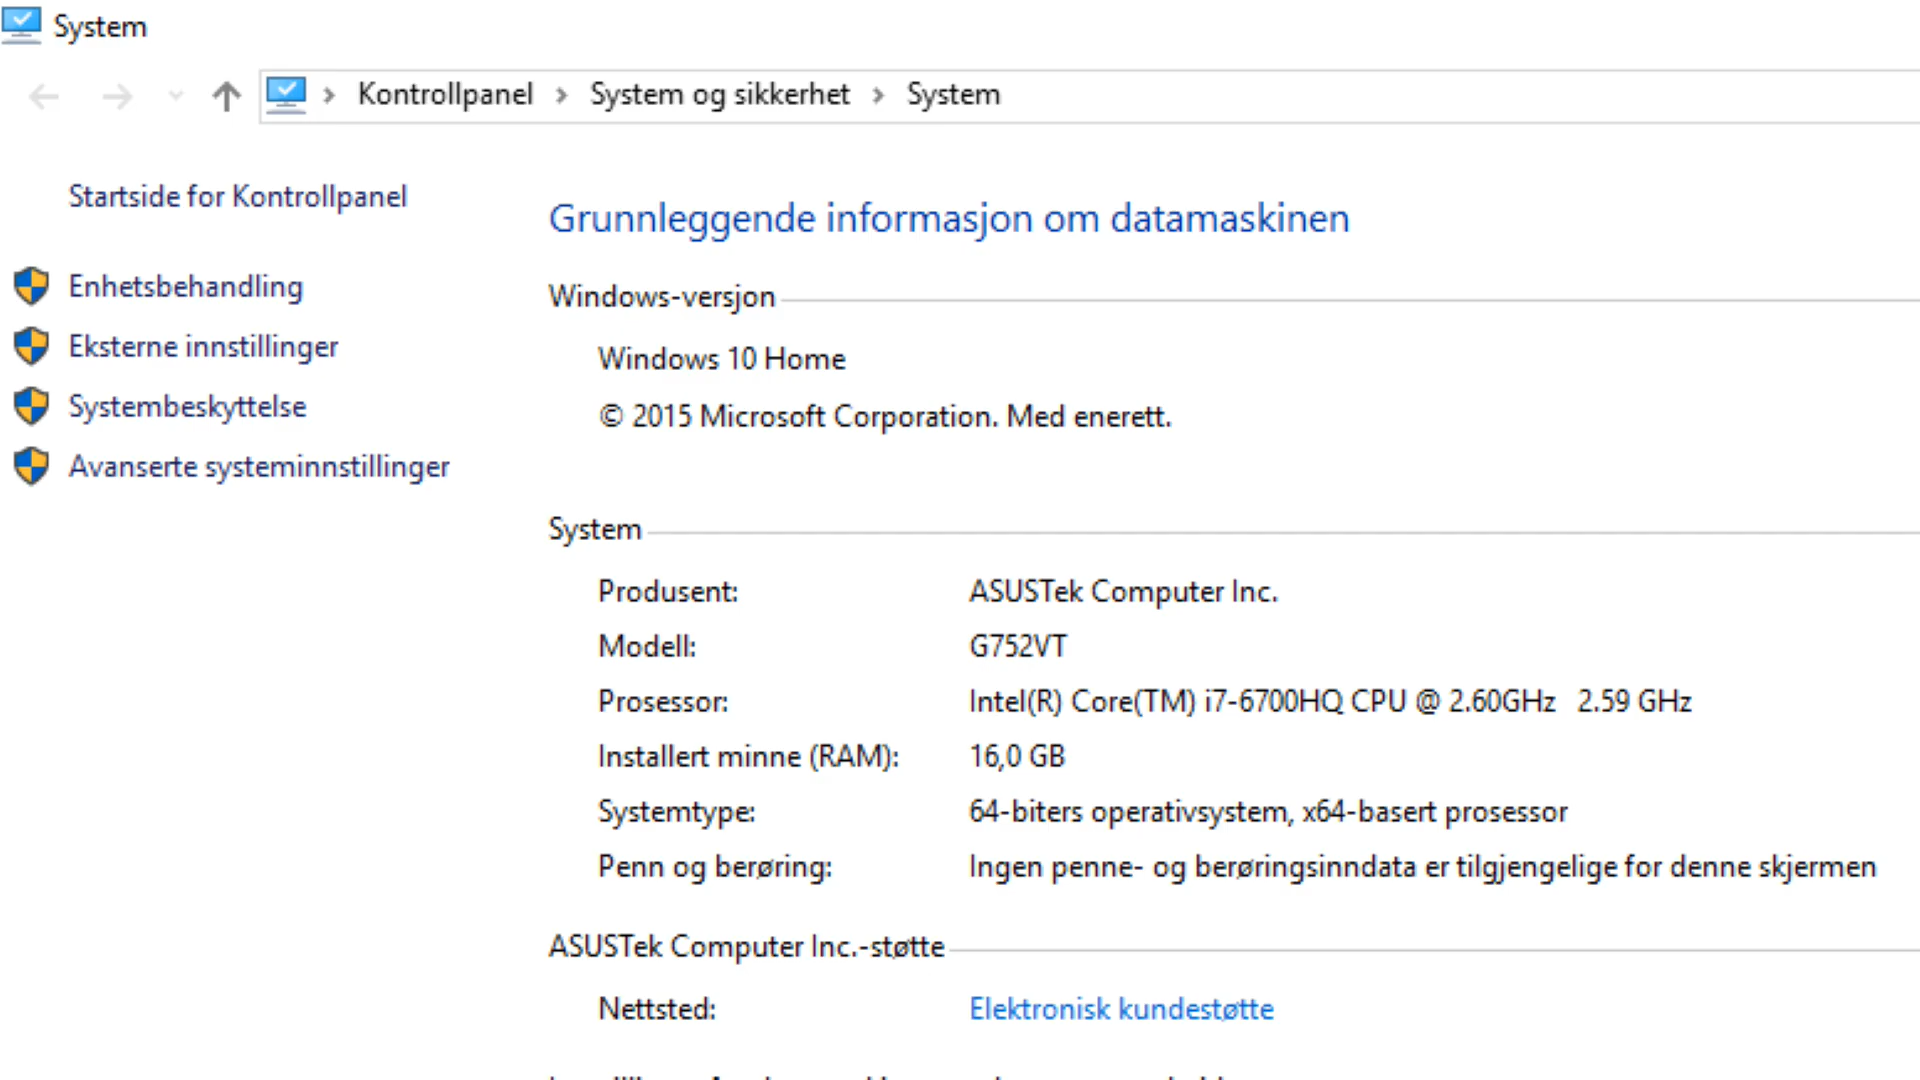 System
Kontrollpanel > System og sikkerhet > System
Startside for Kontrollpanel
Enhetsbehandling
Eksterne innstillinger
Systembeskyttelse
Avanserte systeminnstillinger
Grunnleggende informasjon om datamaskinen
Windows-versjon
Windows 10 Home
© 2015 Microsoft Corporation. Med enerett.
System
Produsent: ASUSTek Computer Inc.
Modell: G752VT
Prosessor: Intel(R) Core(TM) i7-6700HQ CPU @ 2.60GHz 2.59 GHz
Installert minne (RAM): 16,0 GB
Systemtype: 64-biters operativsystem, x64-basert prosessor
Penn og berøring: Ingen penne- og berøringsinndata er tilgjengelige for denne skjermen
ASUSTek Computer Inc.-støtte
Nettsted: Elektronisk kundestøtte